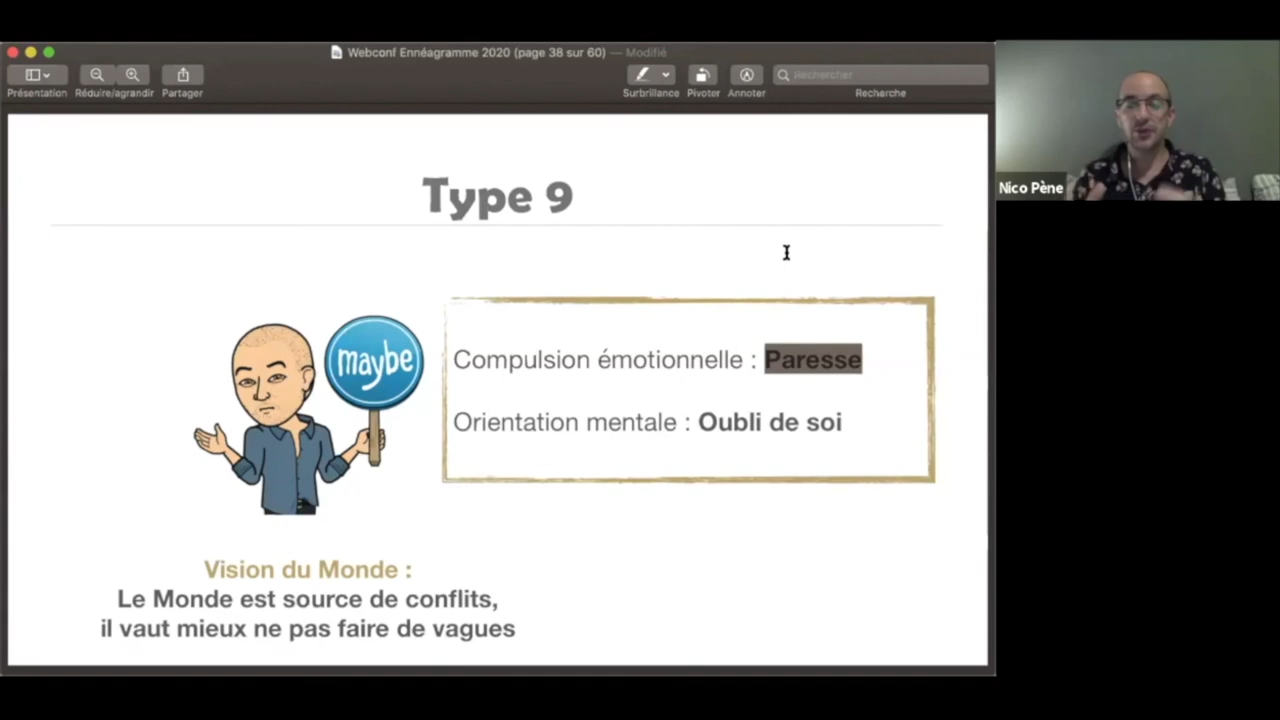 Webconf Ennéagramme 2020 (page 38 sur 60) — Modifié
Présentation
Réduire/agrandir
Partager
Surbrillance
Pivoter
Annoter
Rechercher
Recherche
Nico Pène
Type 9
maybe
Compulsion émotionnelle : Paresse
Orientation mentale : Oubli de soi
Vision du Monde :
Le Monde est source de conflits,
il vaut mieux ne pas faire de vagues